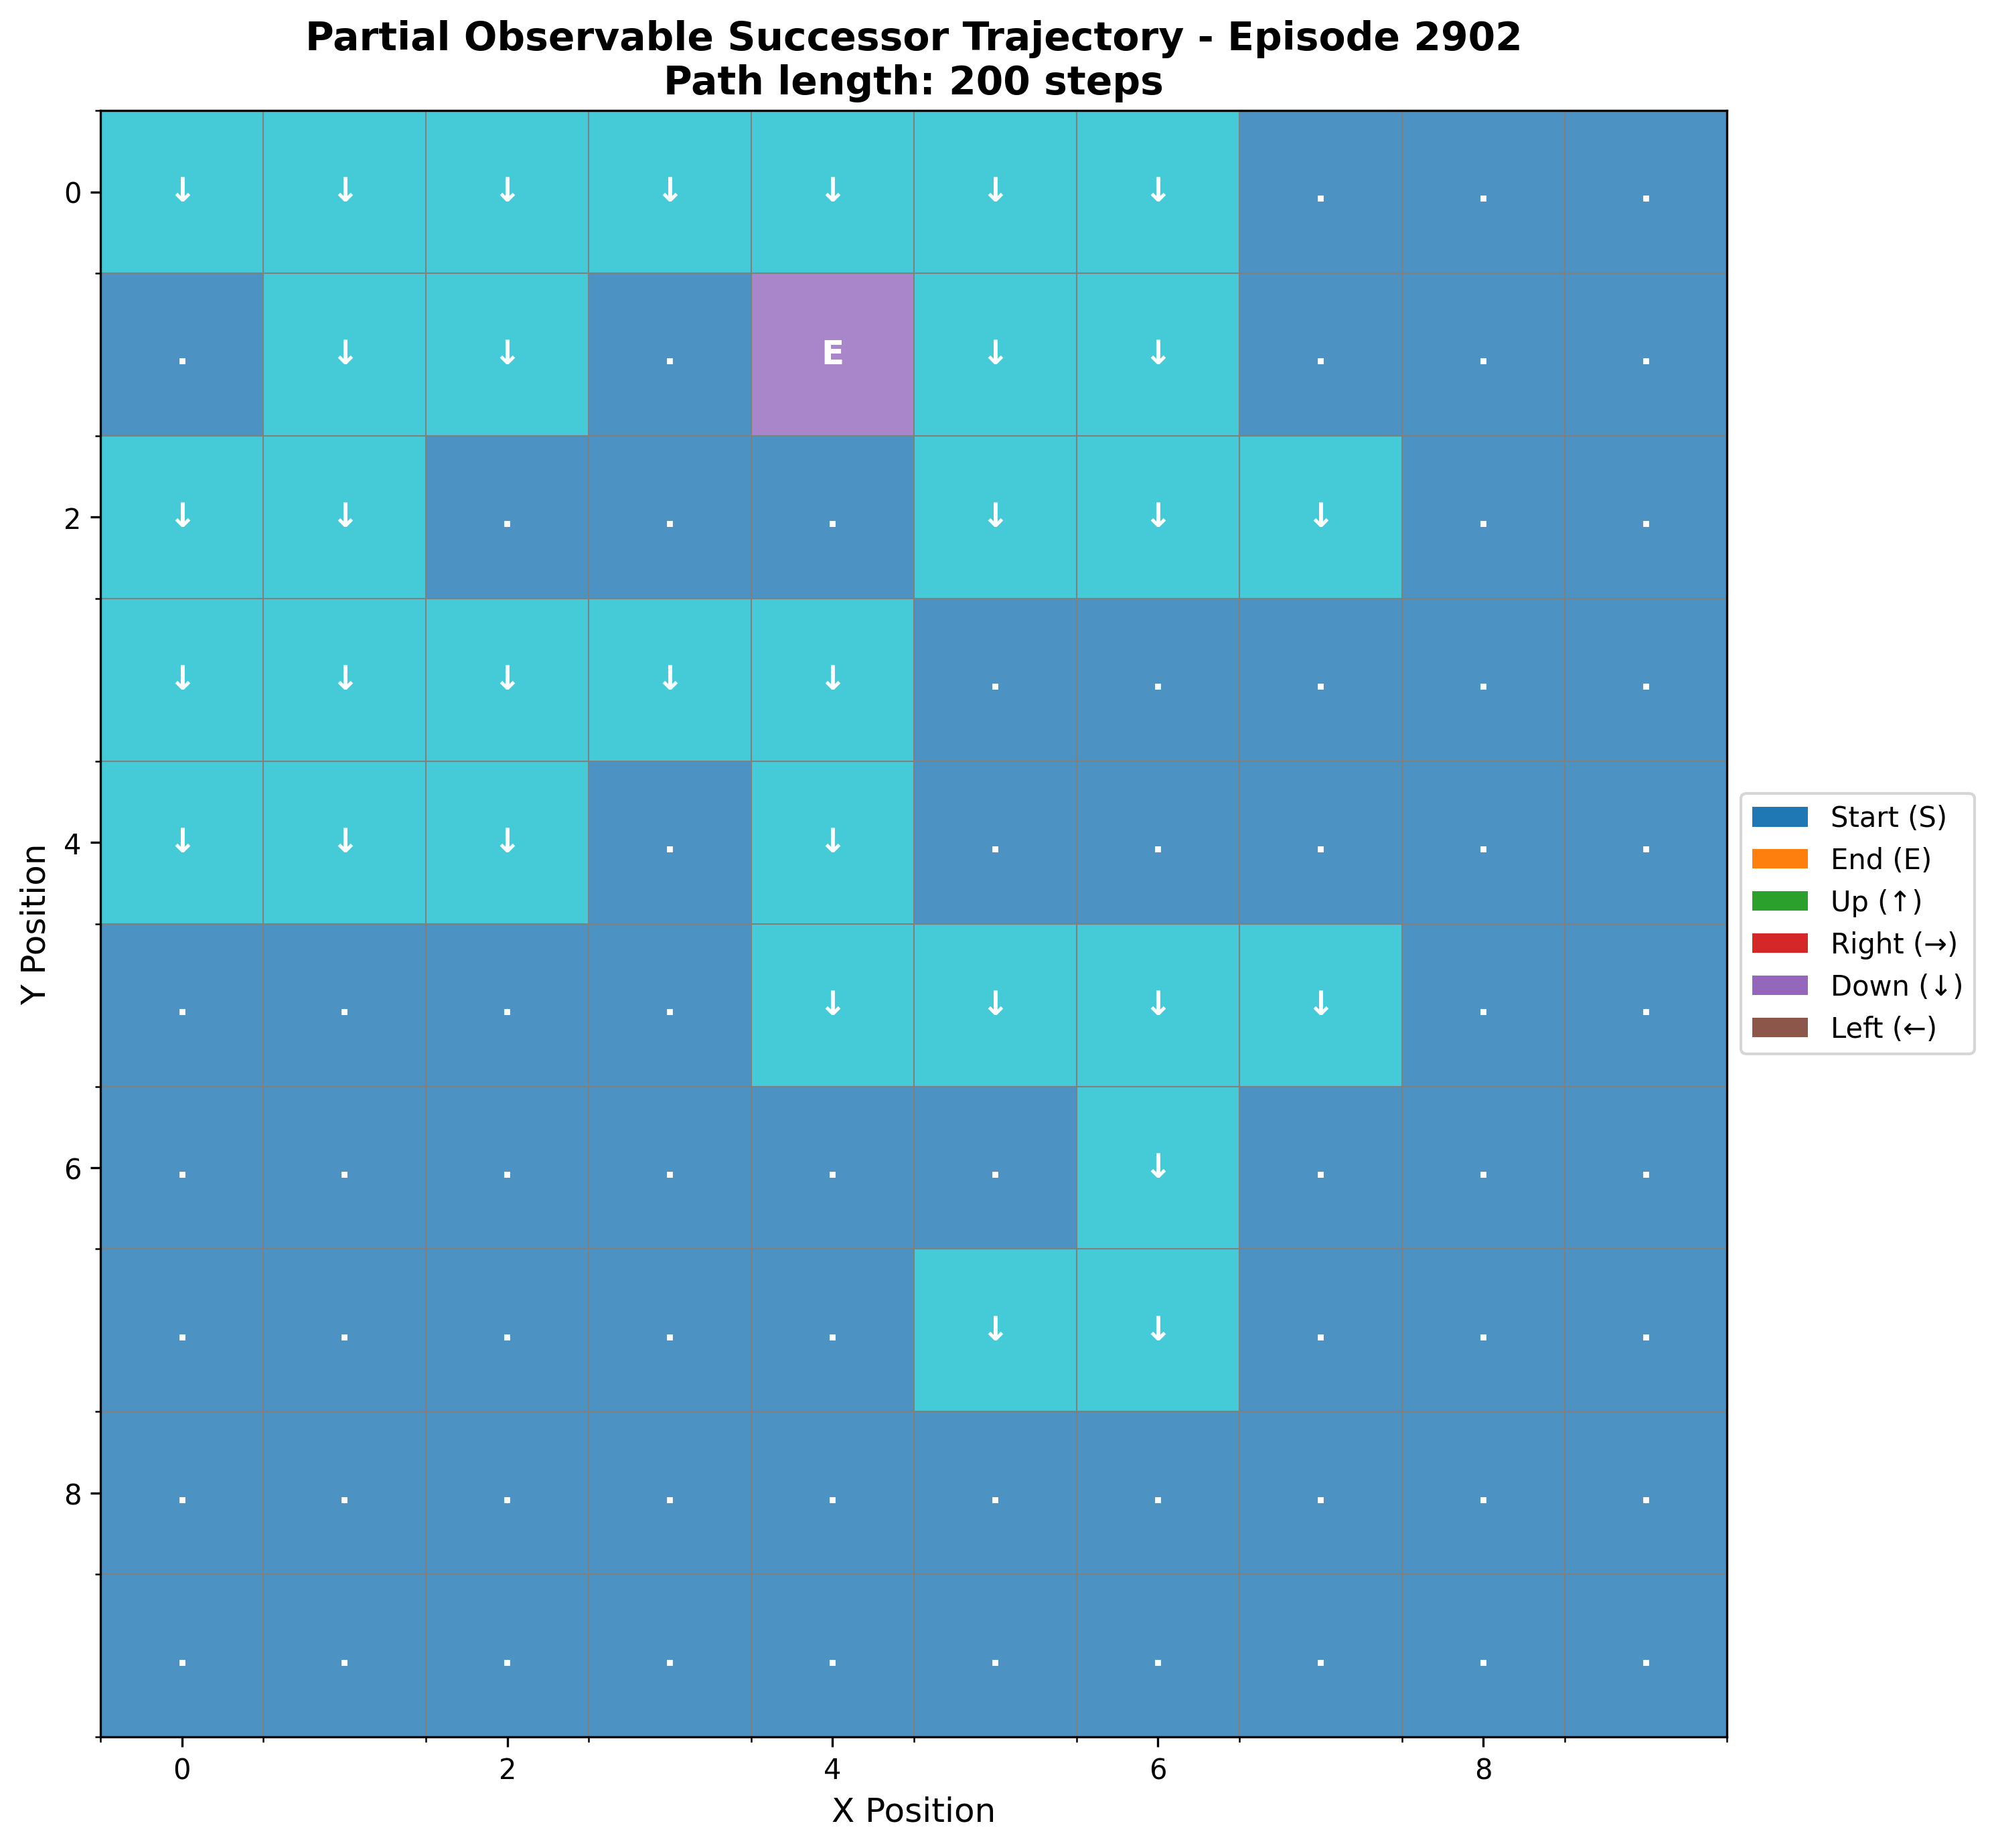 Partial Observable Successor Trajectory - Episode 2902
Path length: 200 steps
0 ↓ ↓ ↓ ↓ ↓ ↓ ↓ . . .
. ↓ ↓ . E ↓ ↓ . . .
2 ↓ ↓ . . . ↓ ↓ ↓ . .
↓ ↓ ↓ ↓ ↓ . . . . .
4 ↓ ↓ ↓ . ↓ . . . . .
. . . . ↓ ↓ ↓ ↓ . .
6 . . . . . . ↓ . . .
. . . . . ↓ ↓ . . .
8 . . . . . . . . . .
. . . . . . . . . .
0 2 4 6 8
X Position
Y Position
Start (S)
End (E)
Up (↑)
Right (→)
Down (↓)
Left (←)